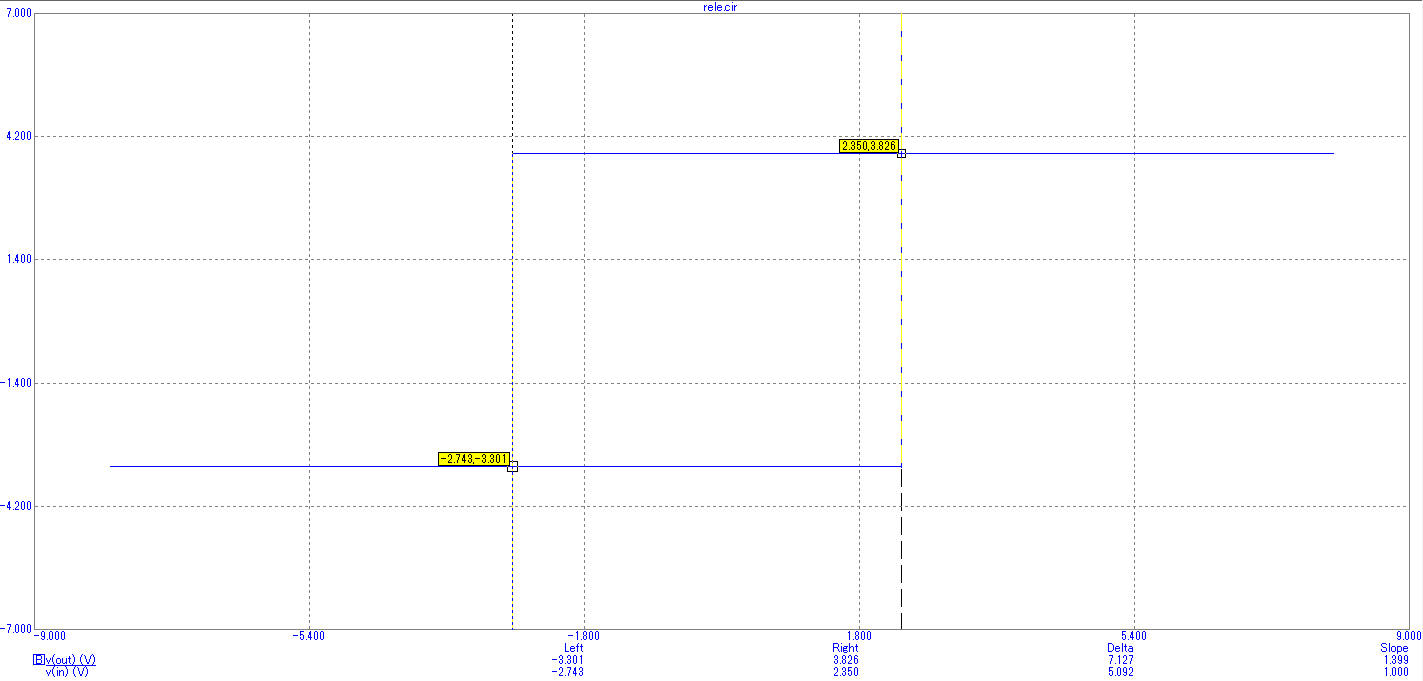 rele.cir
7.000
4.200
2.350,3.826
1.400
-1.400
-2.743,-3.301
-4.200
-7.000
-9.000 -5.400 -1.800 1.800 5.400 9.000
Left Right Delta Slope
B v(out) (V) -3.301 3.826 7.127 1.399
v(in) (V) -2.743 2.350 5.092 1.000